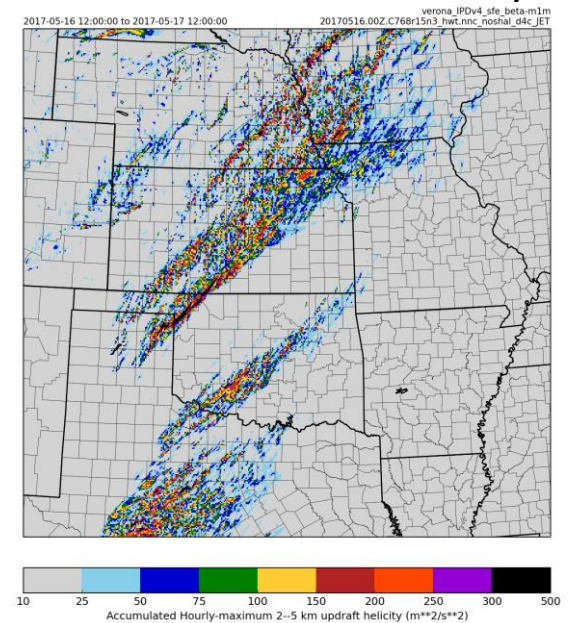 verona_IPDv4_sfe_beta-m1m
2017-05-16 12:00:00 to 2017-05-17 12:00:00 20170516.00Z.C768r15n3_hwt.nnc_noshal_d4c_JET
10 25 50 75 100 150 200 250 300 500
Accumulated Hourly-maximum 2--5 km updraft helicity (m**2/s**2)